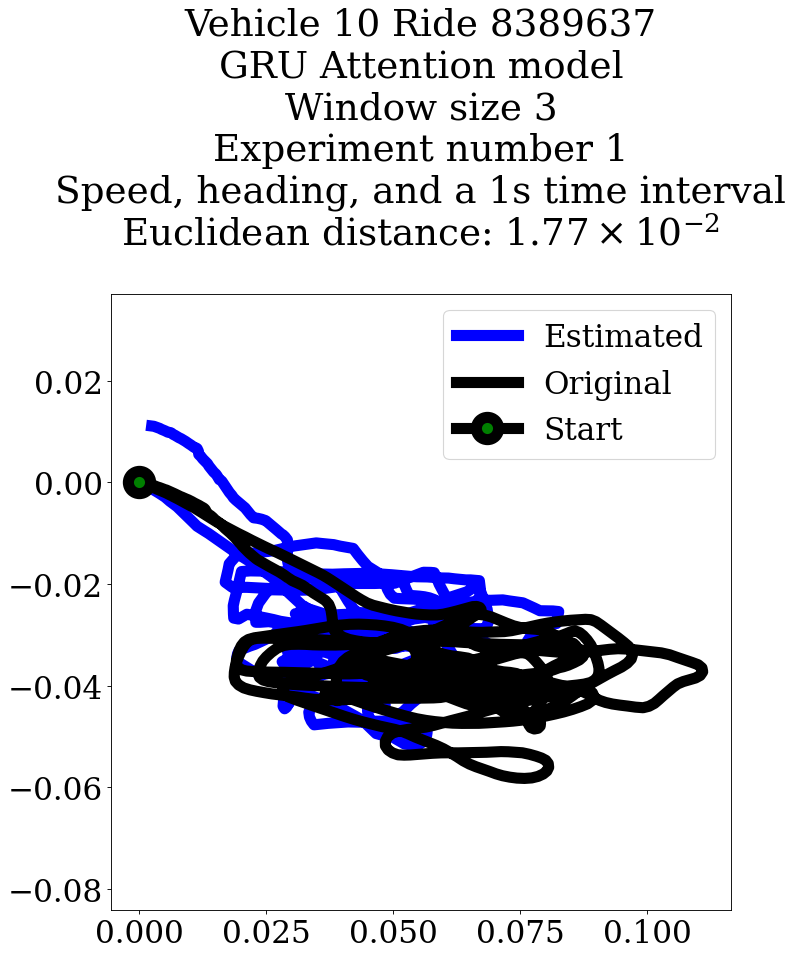 Vehicle 10 Ride 8389637
GRU Attention model
Window size 3
Experiment number 1
Speed, heading, and a 1s time interval
Euclidean distance: 1.77 × 10⁻²
Estimated
Original
Start
0.02
0.00
−0.02
−0.04
−0.06
−0.08
0.000 0.025 0.050 0.075 0.100